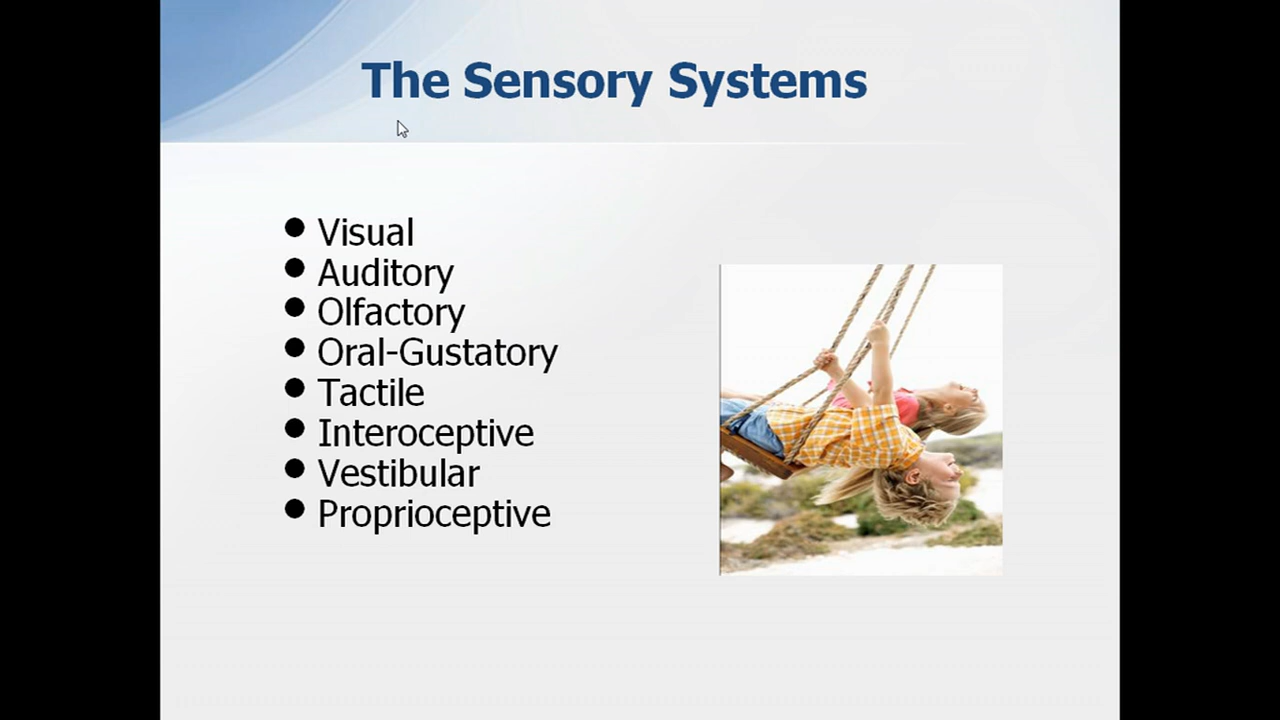 The Sensory Systems
Visual
Auditory
Olfactory
Oral-Gustatory
Tactile
Interoceptive
Vestibular
Proprioceptive